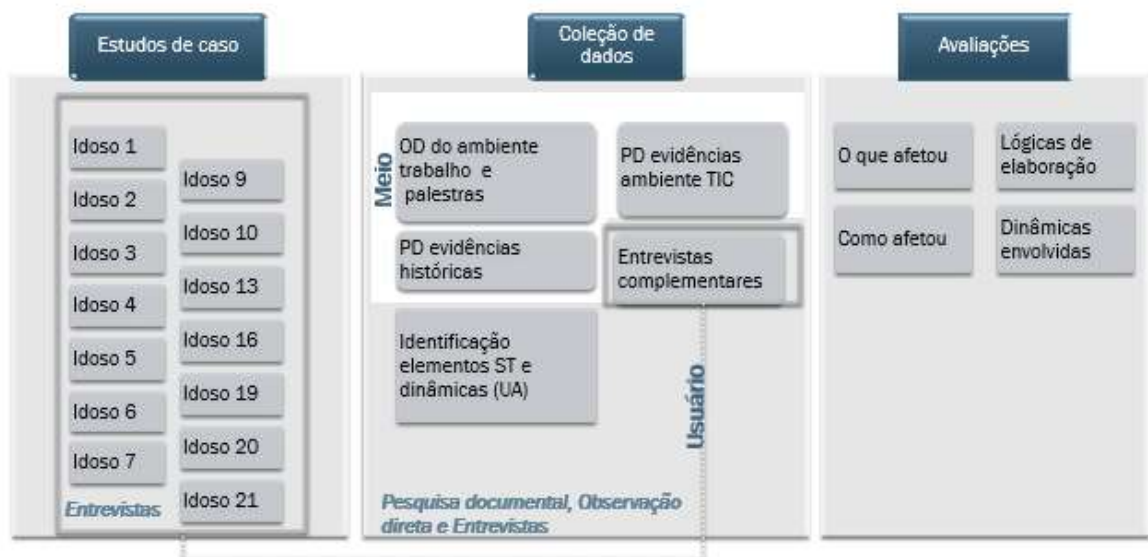 Estudos de caso
Idoso 1
Idoso 2
Idoso 3
Idoso 4
Idoso 5
Idoso 6
Idoso 7
Idoso 9
Idoso 10
Idoso 13
Idoso 16
Idoso 19
Idoso 20
Idoso 21
Entrevistas
Coleção de
dados
Meio
OD do ambiente
trabalho e
palestras
PD evidências
ambiente TIC
PD evidências
históricas
Entrevistas
complementares
Identificação
elementos ST e
dinâmicas (UA)
Usuário
Pesquisa documental, Observação
direta e Entrevistas
Avaliações
O que afetou
Lógicas de
elaboração
Como afetou
Dinâmicas
envolvidas